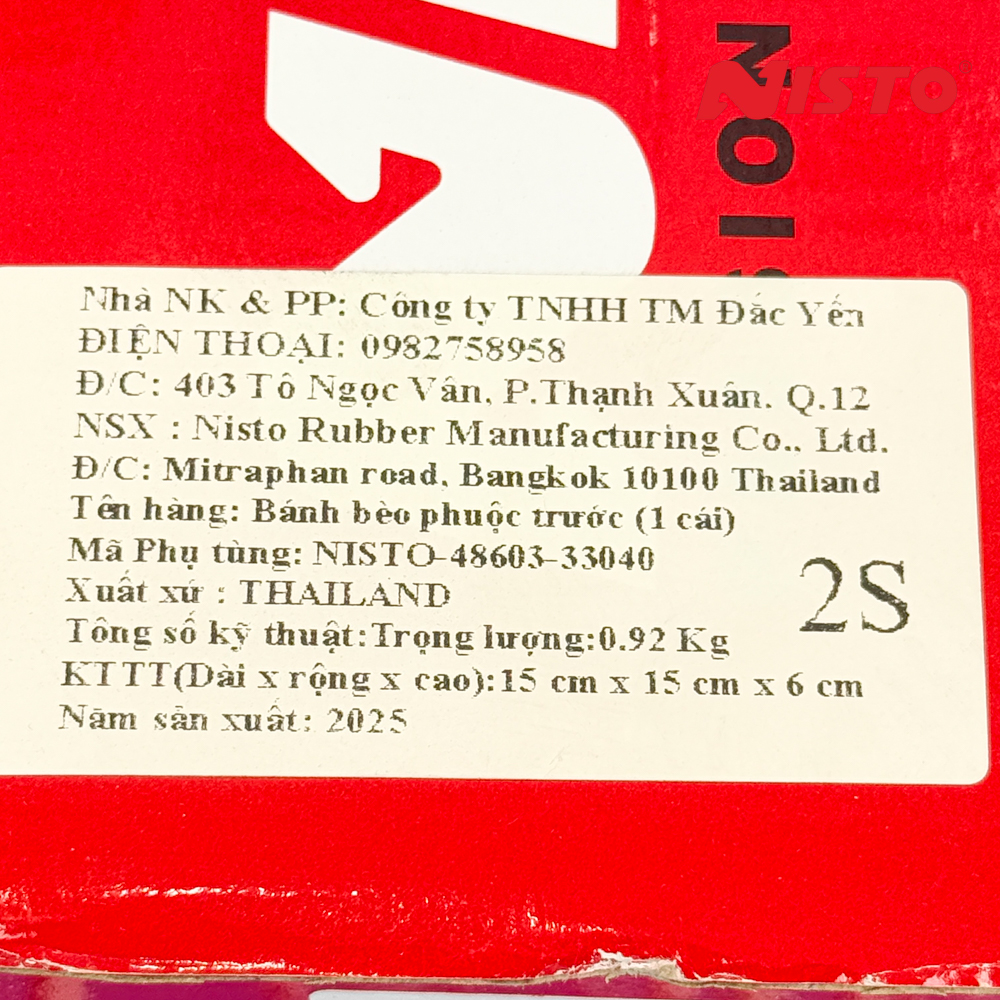 NISTO
SION
Nhà NK & PP: Công ty TNHH TM Đắc Yến
ĐIỆN THOẠI: 0982758958
Đ/C: 403 Tô Ngọc Vân, P.Thạnh Xuân. Q.12
NSX : Nisto Rubber Manufacturing Co., Ltd.
Đ/C: Mitraphan road, Bangkok 10100 Thailand
Tên hàng: Bánh bèo phuộc trước (1 cái)
Mã Phụ tùng: NISTO-48603-33040
Xuất xứ : THAILAND
Tông số kỹ thuật:Trọng lượng:0.92 Kg
KTTT(Dài x rộng x cao):15 cm x 15 cm x 6 cm
Năm sản xuất: 2025
2S